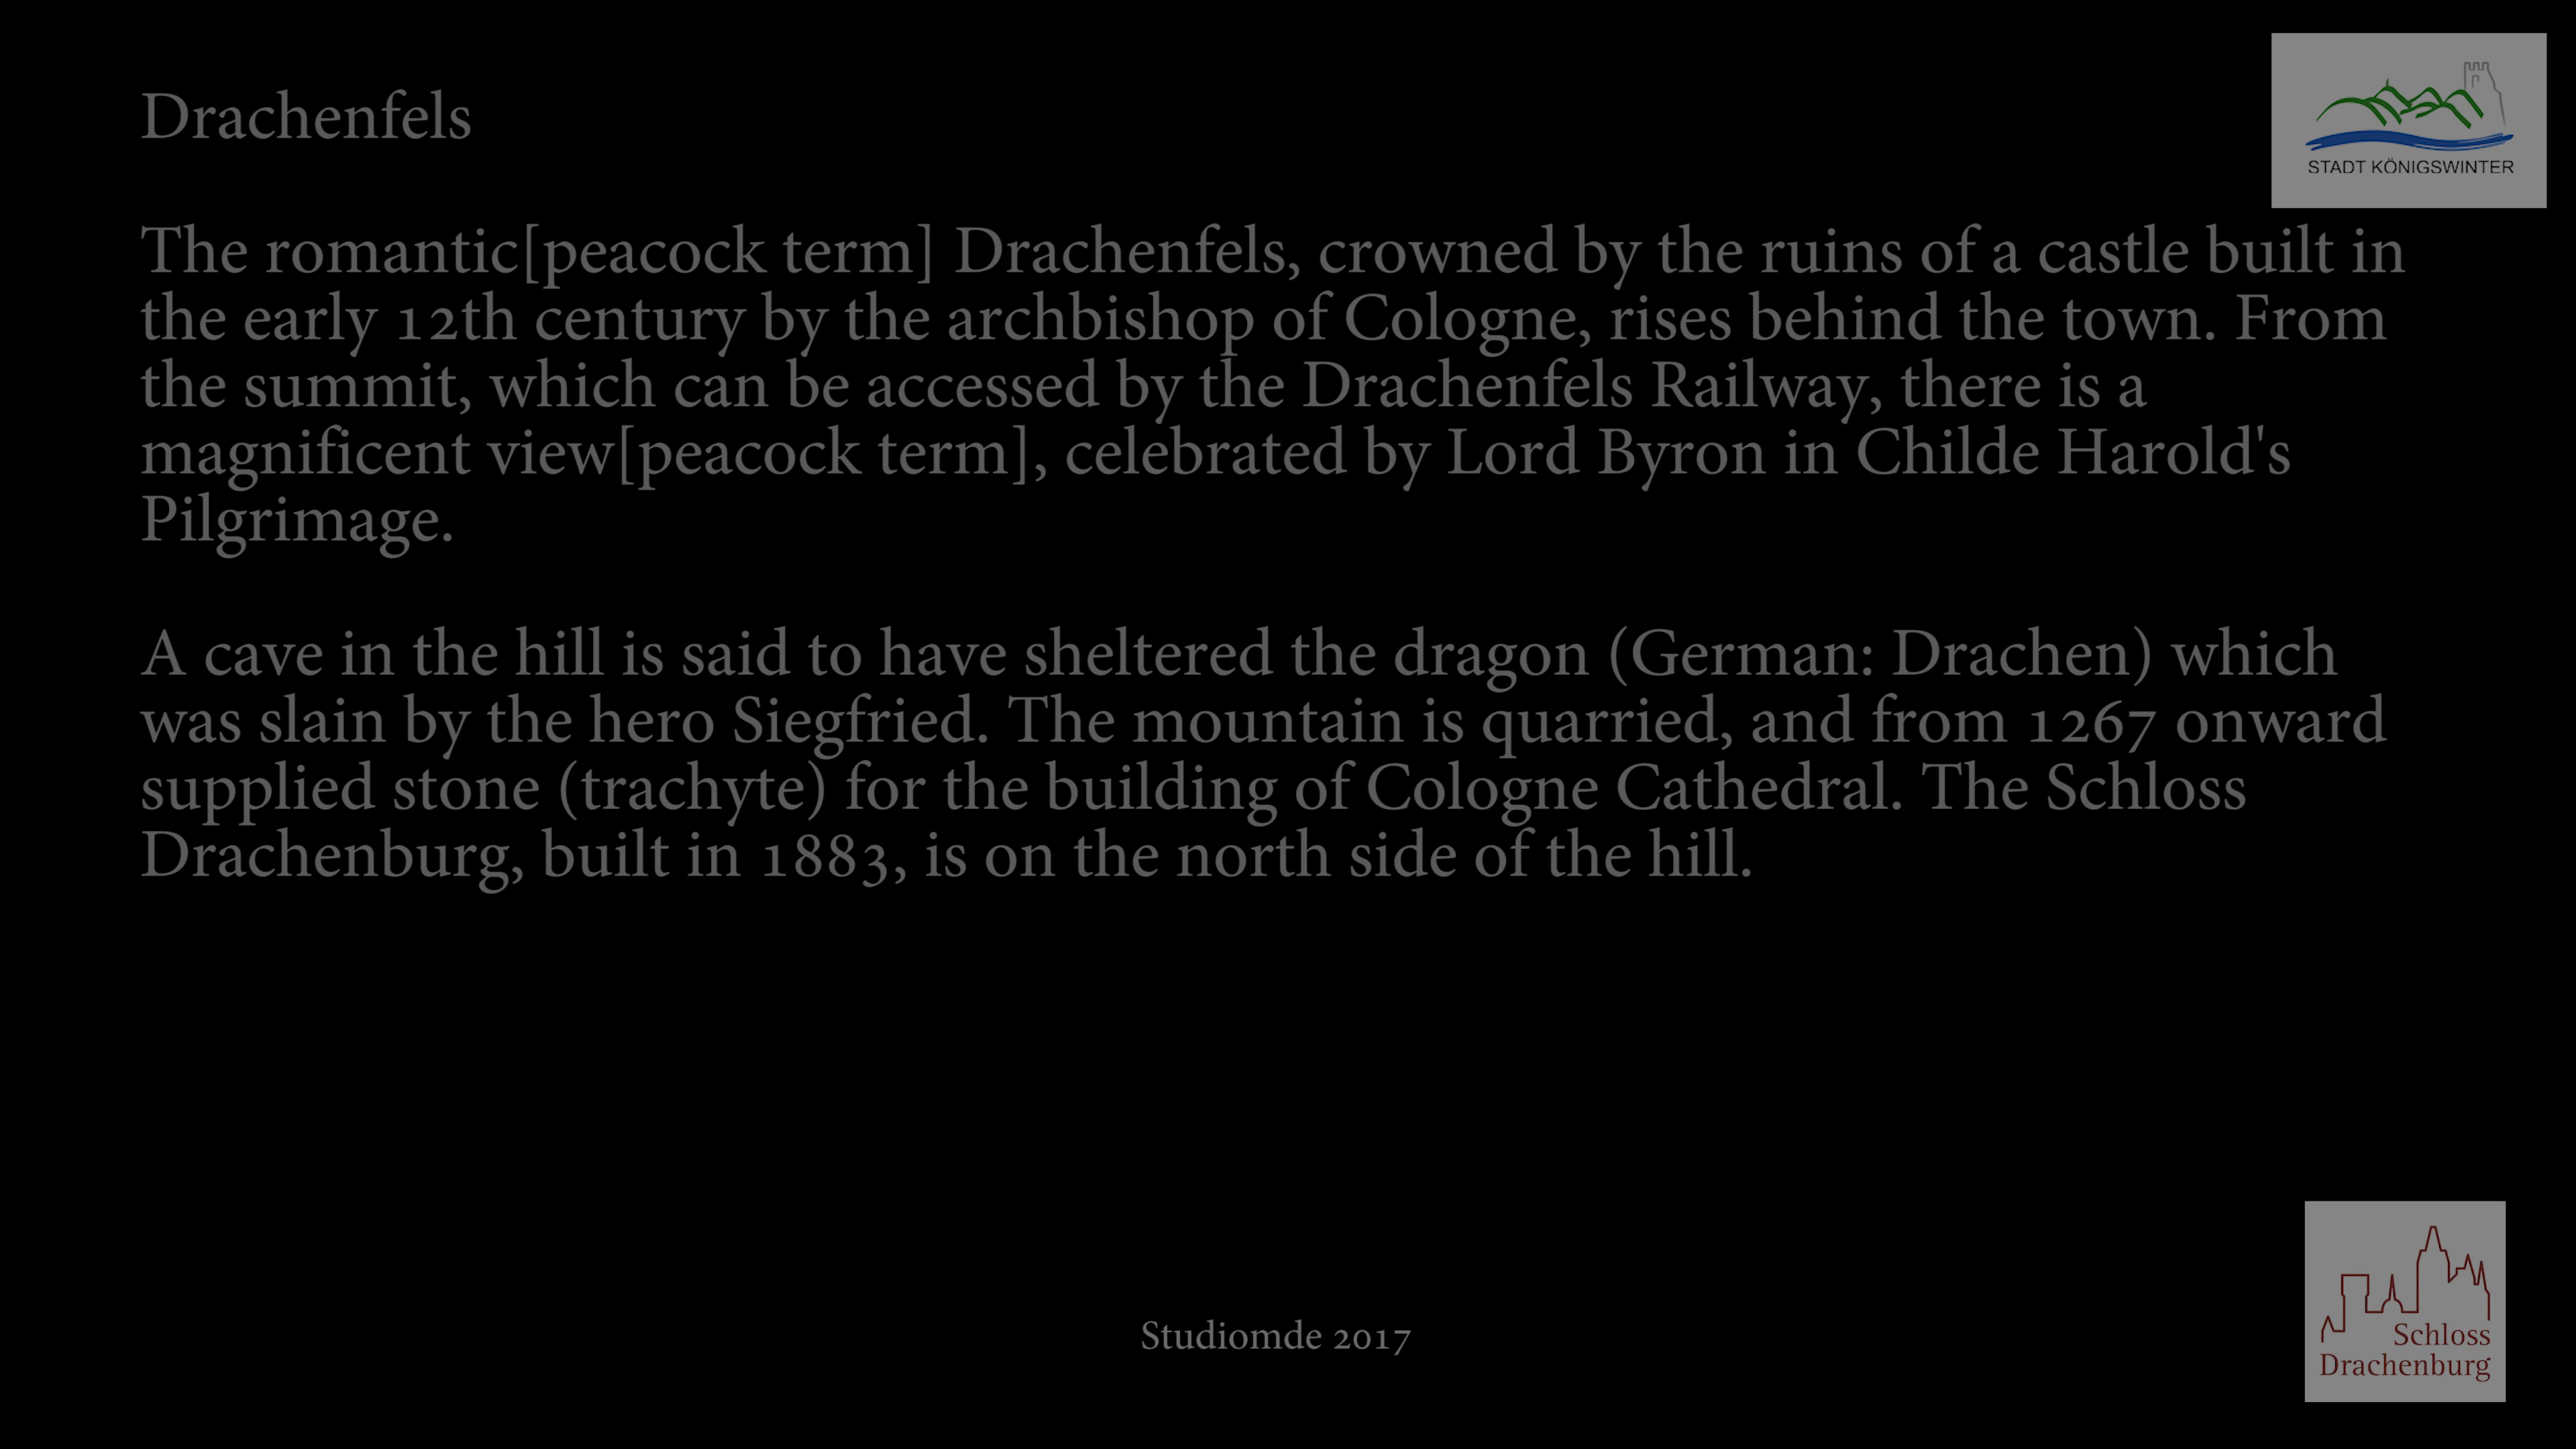 Drachenfels
STADT KÖNIGSWINTER
The romantic[peacock term] Drachenfels, crowned by the ruins of a castle built in
the early 12th century by the archbishop of Cologne, rises behind the town. From
the summit, which can be accessed by the Drachenfels Railway, there is a
magnificent view[peacock term], celebrated by Lord Byron in Childe Harold's
Pilgrimage.
A cave in the hill is said to have sheltered the dragon (German: Drachen) which
was slain by the hero Siegfried. The mountain is quarried, and from 1267 onward
supplied stone (trachyte) for the building of Cologne Cathedral. The Schloss
Drachenburg, built in 1883, is on the north side of the hill.
Studiomde 2017
Schloss
Drachenburg